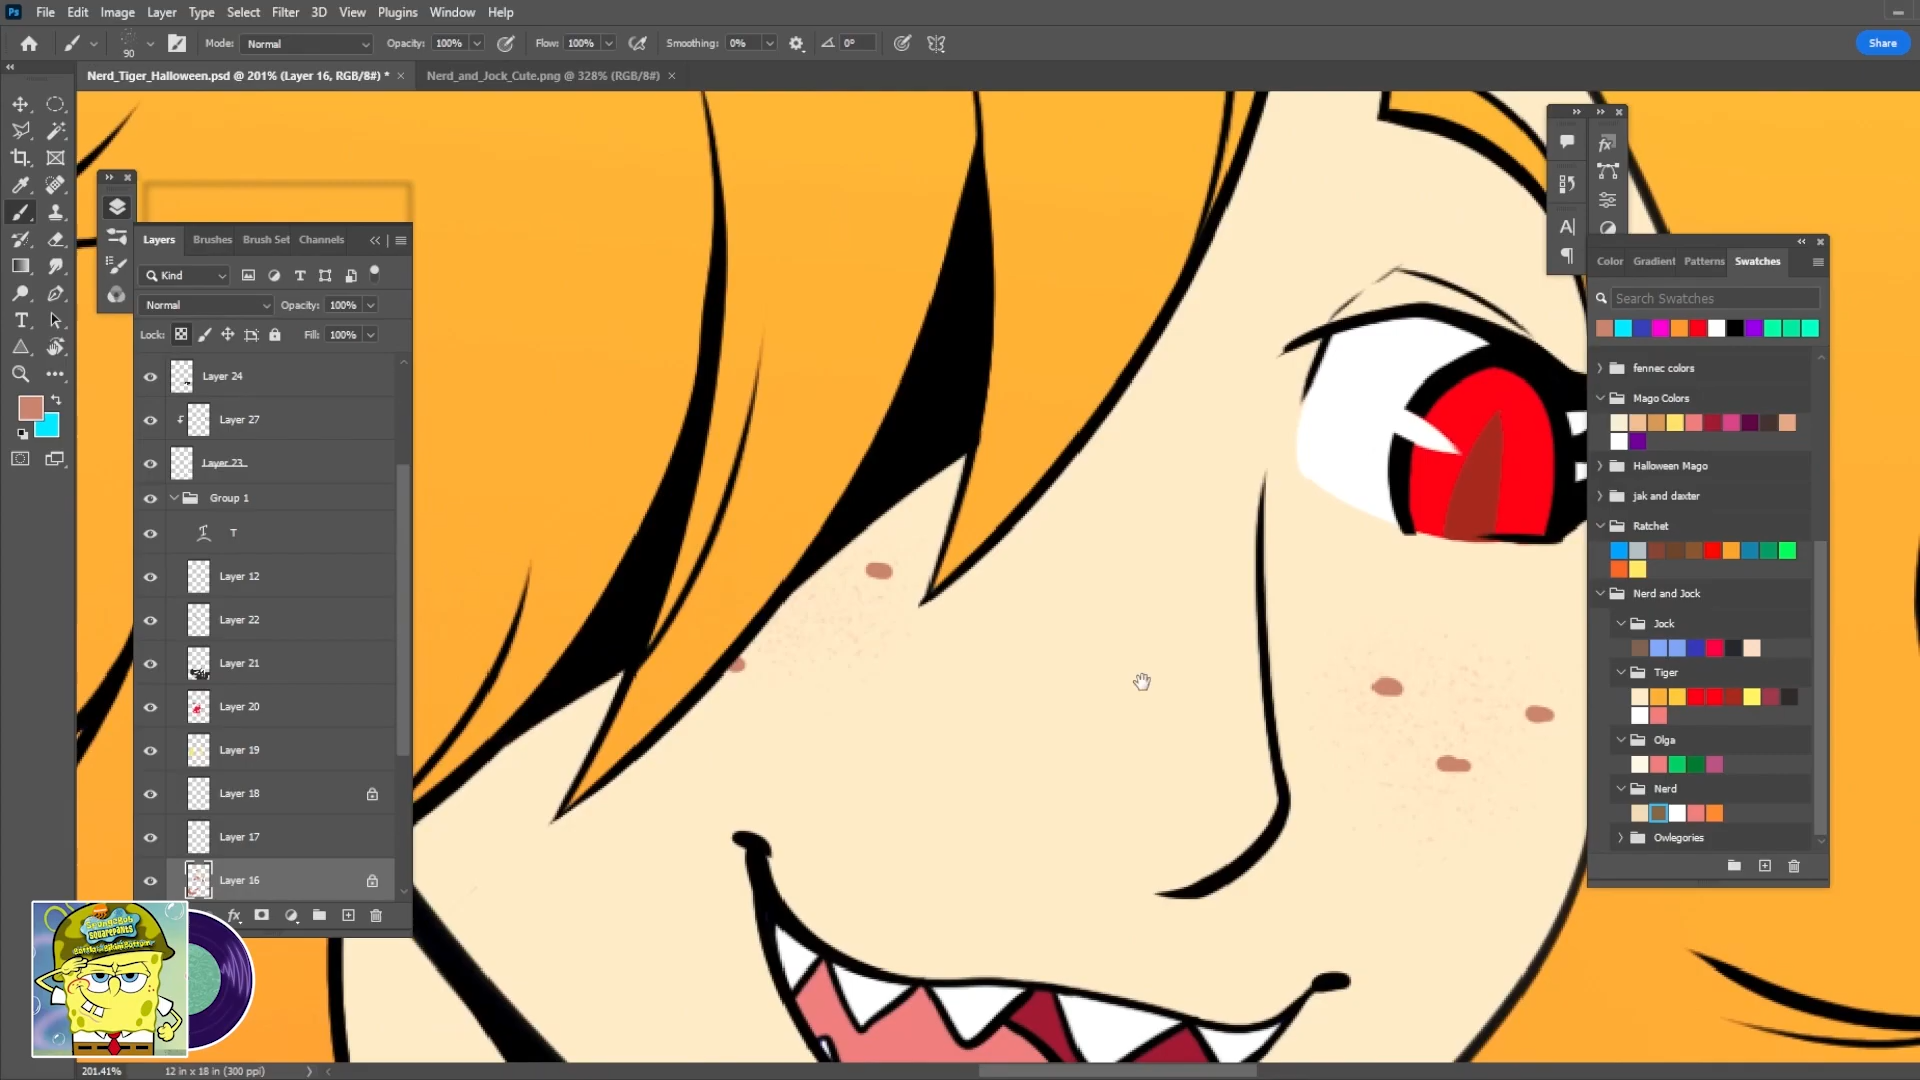 Ps File Edit Image Layer Type Select Filter 3D View Plugins Window Help
90 Mode: Normal Opacity: 100% Flow: 100% Smoothing: 0% 0° Share
Nerd_Tiger_Halloween.psd @ 201% (Layer 16, RGB/8#) * × Nerd_and_Jock_Cute.png @ 328% (RGB/8#) ×
Layers Brushes Brush Set Channels
Kind
Normal Opacity: 100%
Lock: Fill: 100%
Layer 24
Layer 27
Layer 23
Group 1
T
Layer 12
Layer 22
Layer 21
Layer 20
Layer 19
Layer 18
Layer 17
Layer 16
fx
Color Gradient Patterns Swatches
Search Swatches
fennec colors
Mago Colors
Halloween Mago
jak and daxter
Ratchet
Nerd and Jock
Jock
Tiger
Olga
Nerd
Owlegories
SpongeBob
SquarePants
201.41% 12 in x 18 in (300 ppi)